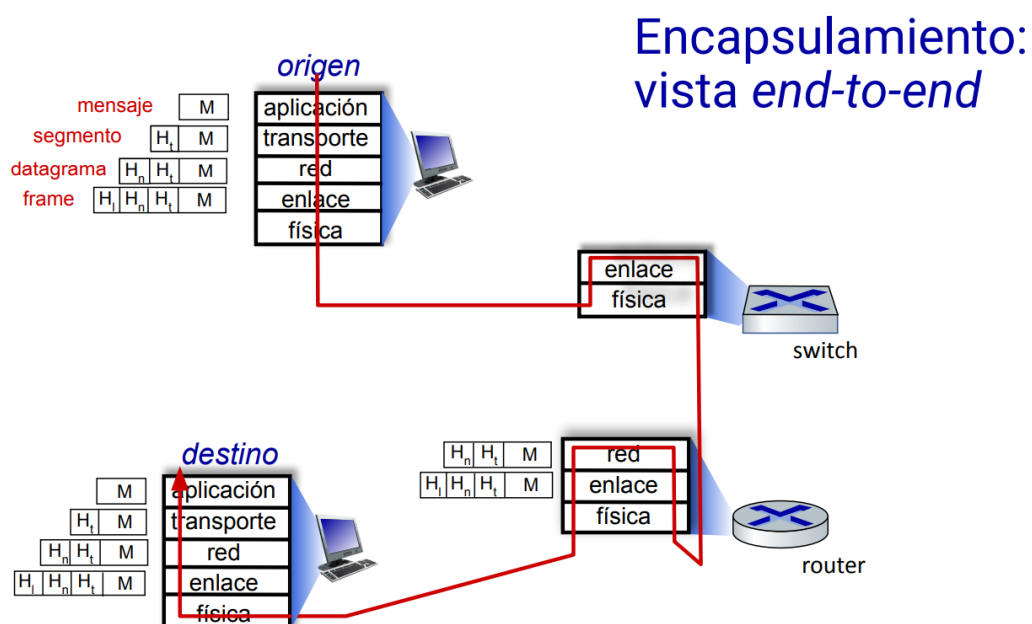 Encapsulamiento:
vista end-to-end
origen
mensaje M aplicación
segmento Ht M transporte
datagrama Hn Ht M red
frame Hl Hn Ht M enlace
física
enlace
física
switch
destino
M aplicación
Ht M transporte
Hn Ht M red
Hl Hn Ht M enlace
física
Hn Ht M red
Hl Hn Ht M enlace
física
router